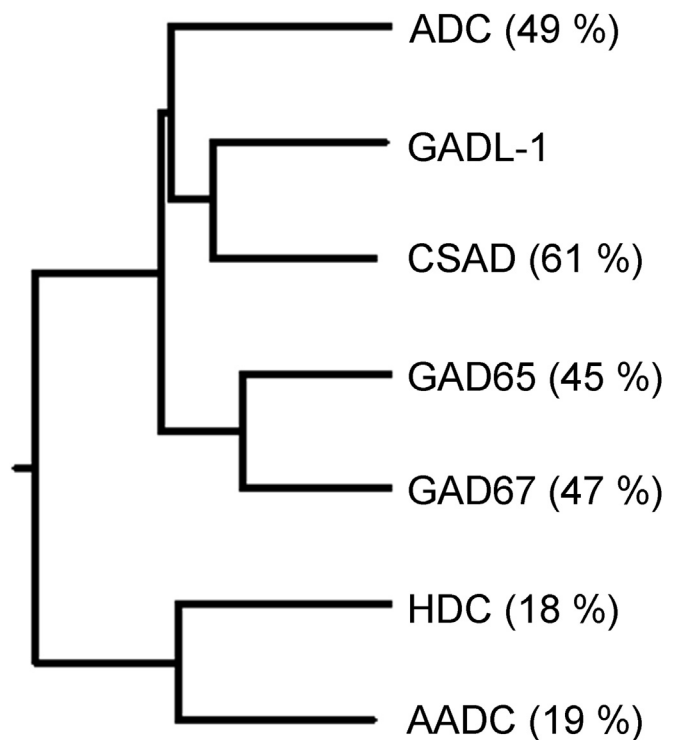 ADC (49 %)
GADL-1
CSAD (61 %)
GAD65 (45 %)
GAD67 (47 %)
HDC (18 %)
AADC (19 %)